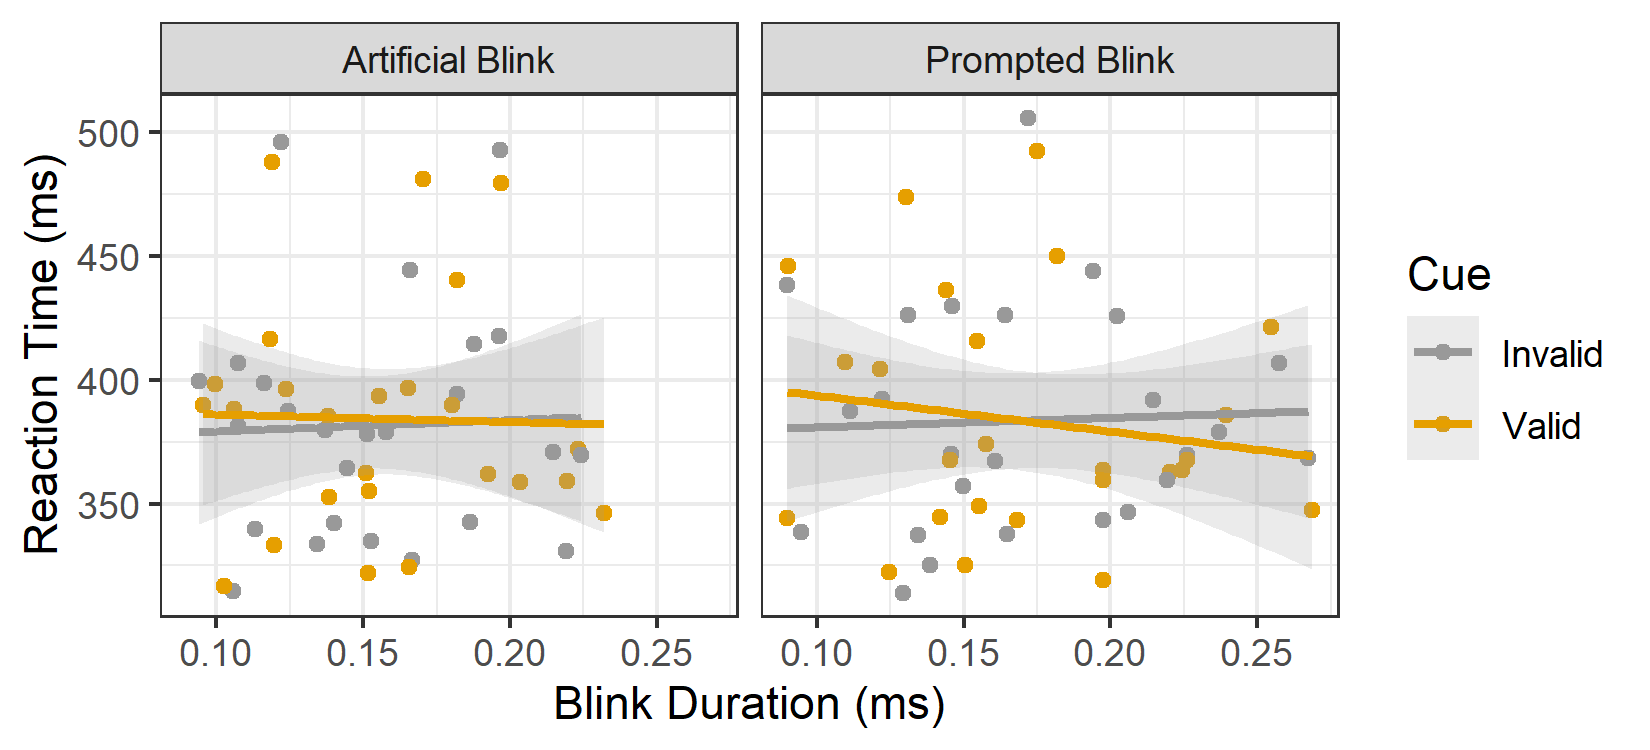 Artificial Blink
Prompted Blink
Reaction Time (ms)
500
450
400
350
0.10 0.15 0.20 0.25
0.10 0.15 0.20 0.25
Blink Duration (ms)
Cue
Invalid
Valid